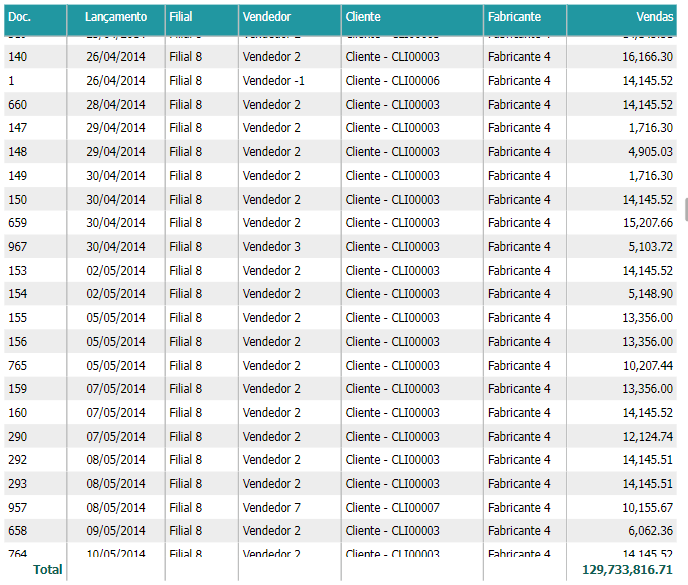 Doc. Lançamento Filial Vendedor Cliente Fabricante Vendas
140 26/04/2014 Filial 8 Vendedor 2 Cliente - CLI00003 Fabricante 4 16,166.30
1 26/04/2014 Filial 8 Vendedor -1 Cliente - CLI00006 Fabricante 4 14,145.52
660 28/04/2014 Filial 8 Vendedor 2 Cliente - CLI00003 Fabricante 4 14,145.52
147 29/04/2014 Filial 8 Vendedor 2 Cliente - CLI00003 Fabricante 4 1,716.30
148 29/04/2014 Filial 8 Vendedor 2 Cliente - CLI00003 Fabricante 4 4,905.03
149 30/04/2014 Filial 8 Vendedor 2 Cliente - CLI00003 Fabricante 4 1,716.30
150 30/04/2014 Filial 8 Vendedor 2 Cliente - CLI00003 Fabricante 4 14,145.52
659 30/04/2014 Filial 8 Vendedor 2 Cliente - CLI00003 Fabricante 4 15,207.66
967 30/04/2014 Filial 8 Vendedor 3 Cliente - CLI00003 Fabricante 4 5,103.72
153 02/05/2014 Filial 8 Vendedor 2 Cliente - CLI00003 Fabricante 4 14,145.52
154 02/05/2014 Filial 8 Vendedor 2 Cliente - CLI00003 Fabricante 4 5,148.90
155 05/05/2014 Filial 8 Vendedor 2 Cliente - CLI00003 Fabricante 4 13,356.00
156 05/05/2014 Filial 8 Vendedor 2 Cliente - CLI00003 Fabricante 4 13,356.00
765 05/05/2014 Filial 8 Vendedor 2 Cliente - CLI00003 Fabricante 4 10,207.44
159 07/05/2014 Filial 8 Vendedor 2 Cliente - CLI00003 Fabricante 4 13,356.00
160 07/05/2014 Filial 8 Vendedor 2 Cliente - CLI00003 Fabricante 4 14,145.52
290 07/05/2014 Filial 8 Vendedor 2 Cliente - CLI00003 Fabricante 4 12,124.74
292 08/05/2014 Filial 8 Vendedor 2 Cliente - CLI00003 Fabricante 4 14,145.51
293 08/05/2014 Filial 8 Vendedor 2 Cliente - CLI00003 Fabricante 4 14,145.51
957 08/05/2014 Filial 8 Vendedor 7 Cliente - CLI00007 Fabricante 4 10,155.67
658 09/05/2014 Filial 8 Vendedor 2 Cliente - CLI00003 Fabricante 4 6,062.36
764 10/05/2014 Filial 8 Vendedor 2 Cliente - CLI00003 Fabricante 4 14,145.52
Total 129,733,816.71